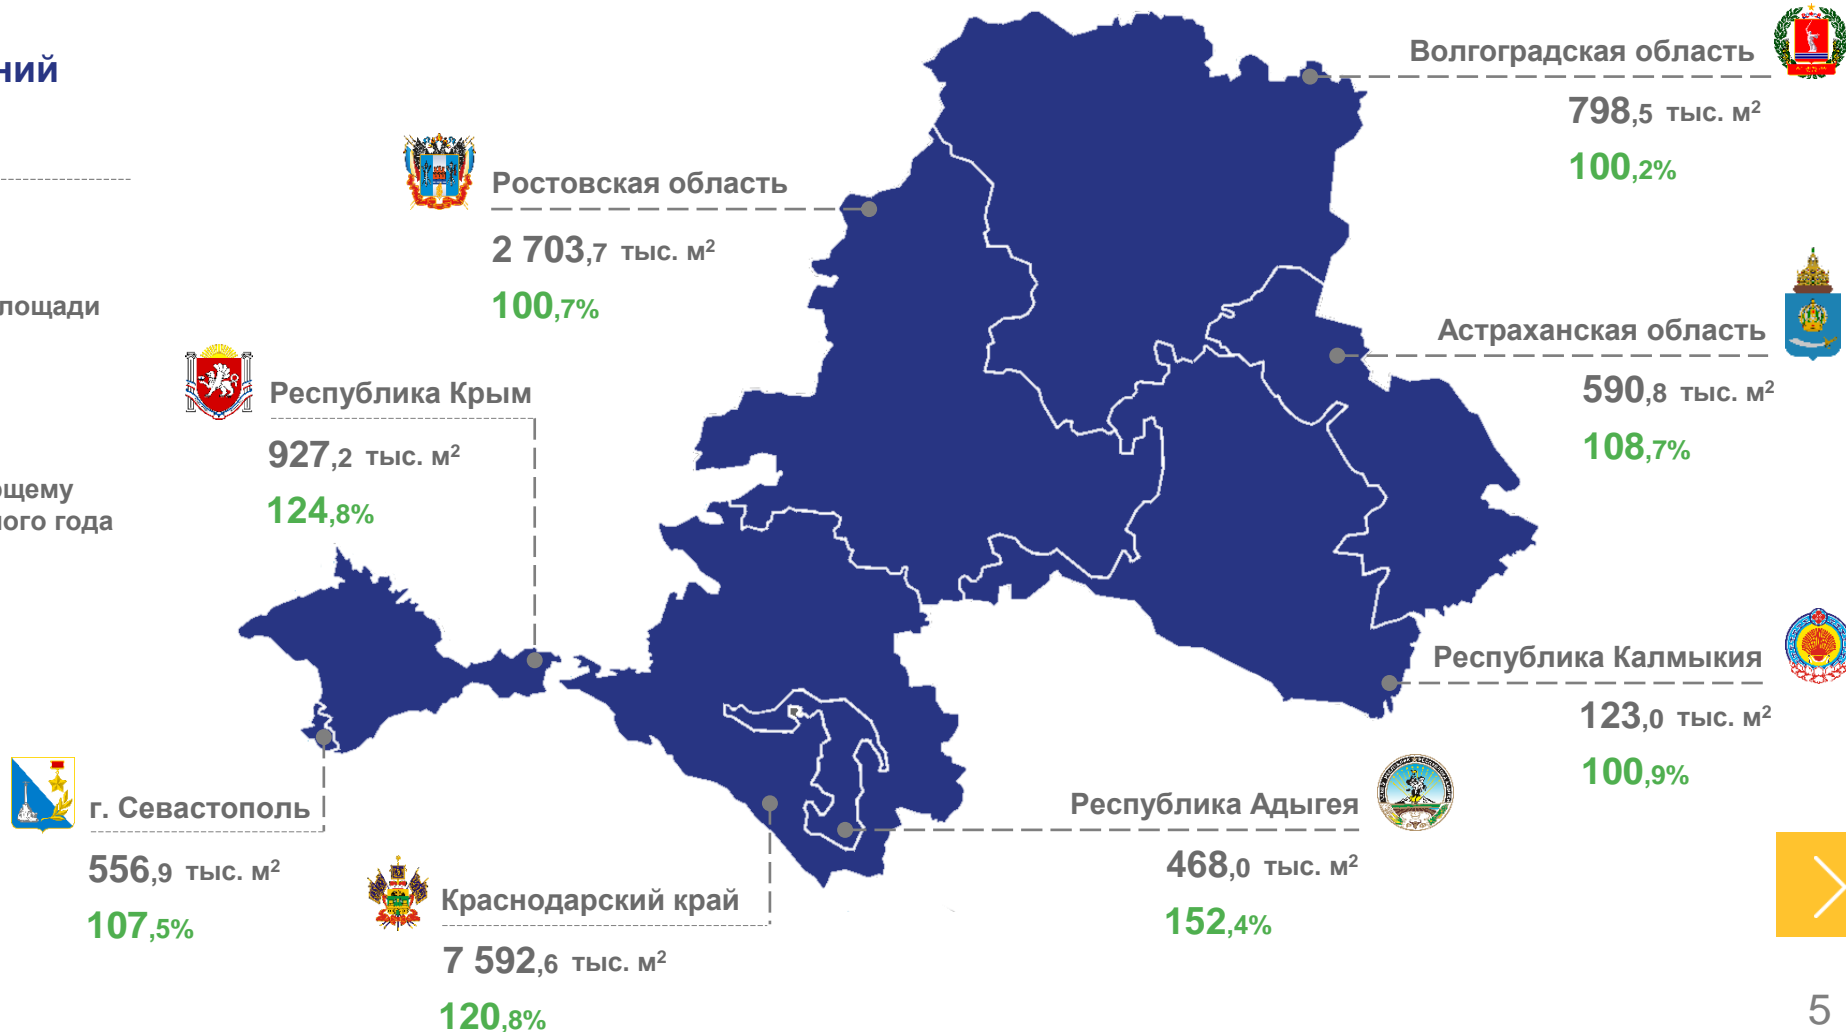 ний
лощади
ющему
ного года
Волгоградская область
798,5 тыс. м²
100,2%
Ростовская область
2 703,7 тыс. м²
100,7%
Астраханская область
590,8 тыс. м²
108,7%
Республика Крым
927,2 тыс. м²
124,8%
Республика Калмыкия
123,0 тыс. м²
100,9%
г. Севастополь
556,9 тыс. м²
107,5%
Республика Адыгея
468,0 тыс. м²
152,4%
Краснодарский край
7 592,6 тыс. м²
120,8%
5